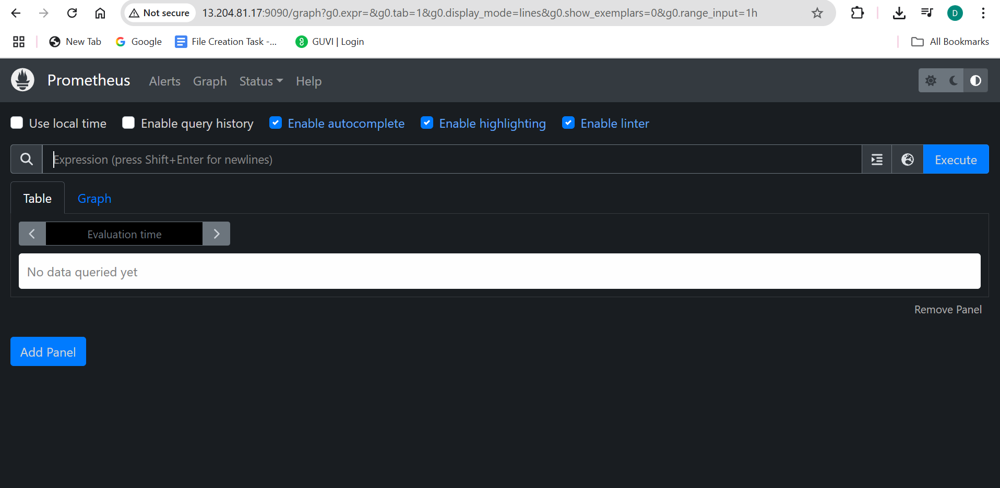 Not secure 13.204.81.17:9090/graph?g0.expr=&g0.tab=1&g0.display_mode=lines&g0.show_exemplars=0&g0.range_input=1h D
New Tab Google File Creation Task -... GUVI | Login All Bookmarks
Prometheus Alerts Graph Status Help
Use local time Enable query history Enable autocomplete Enable highlighting Enable linter
Expression (press Shift+Enter for newlines) Execute
Table Graph
Evaluation time
No data queried yet
Remove Panel
Add Panel